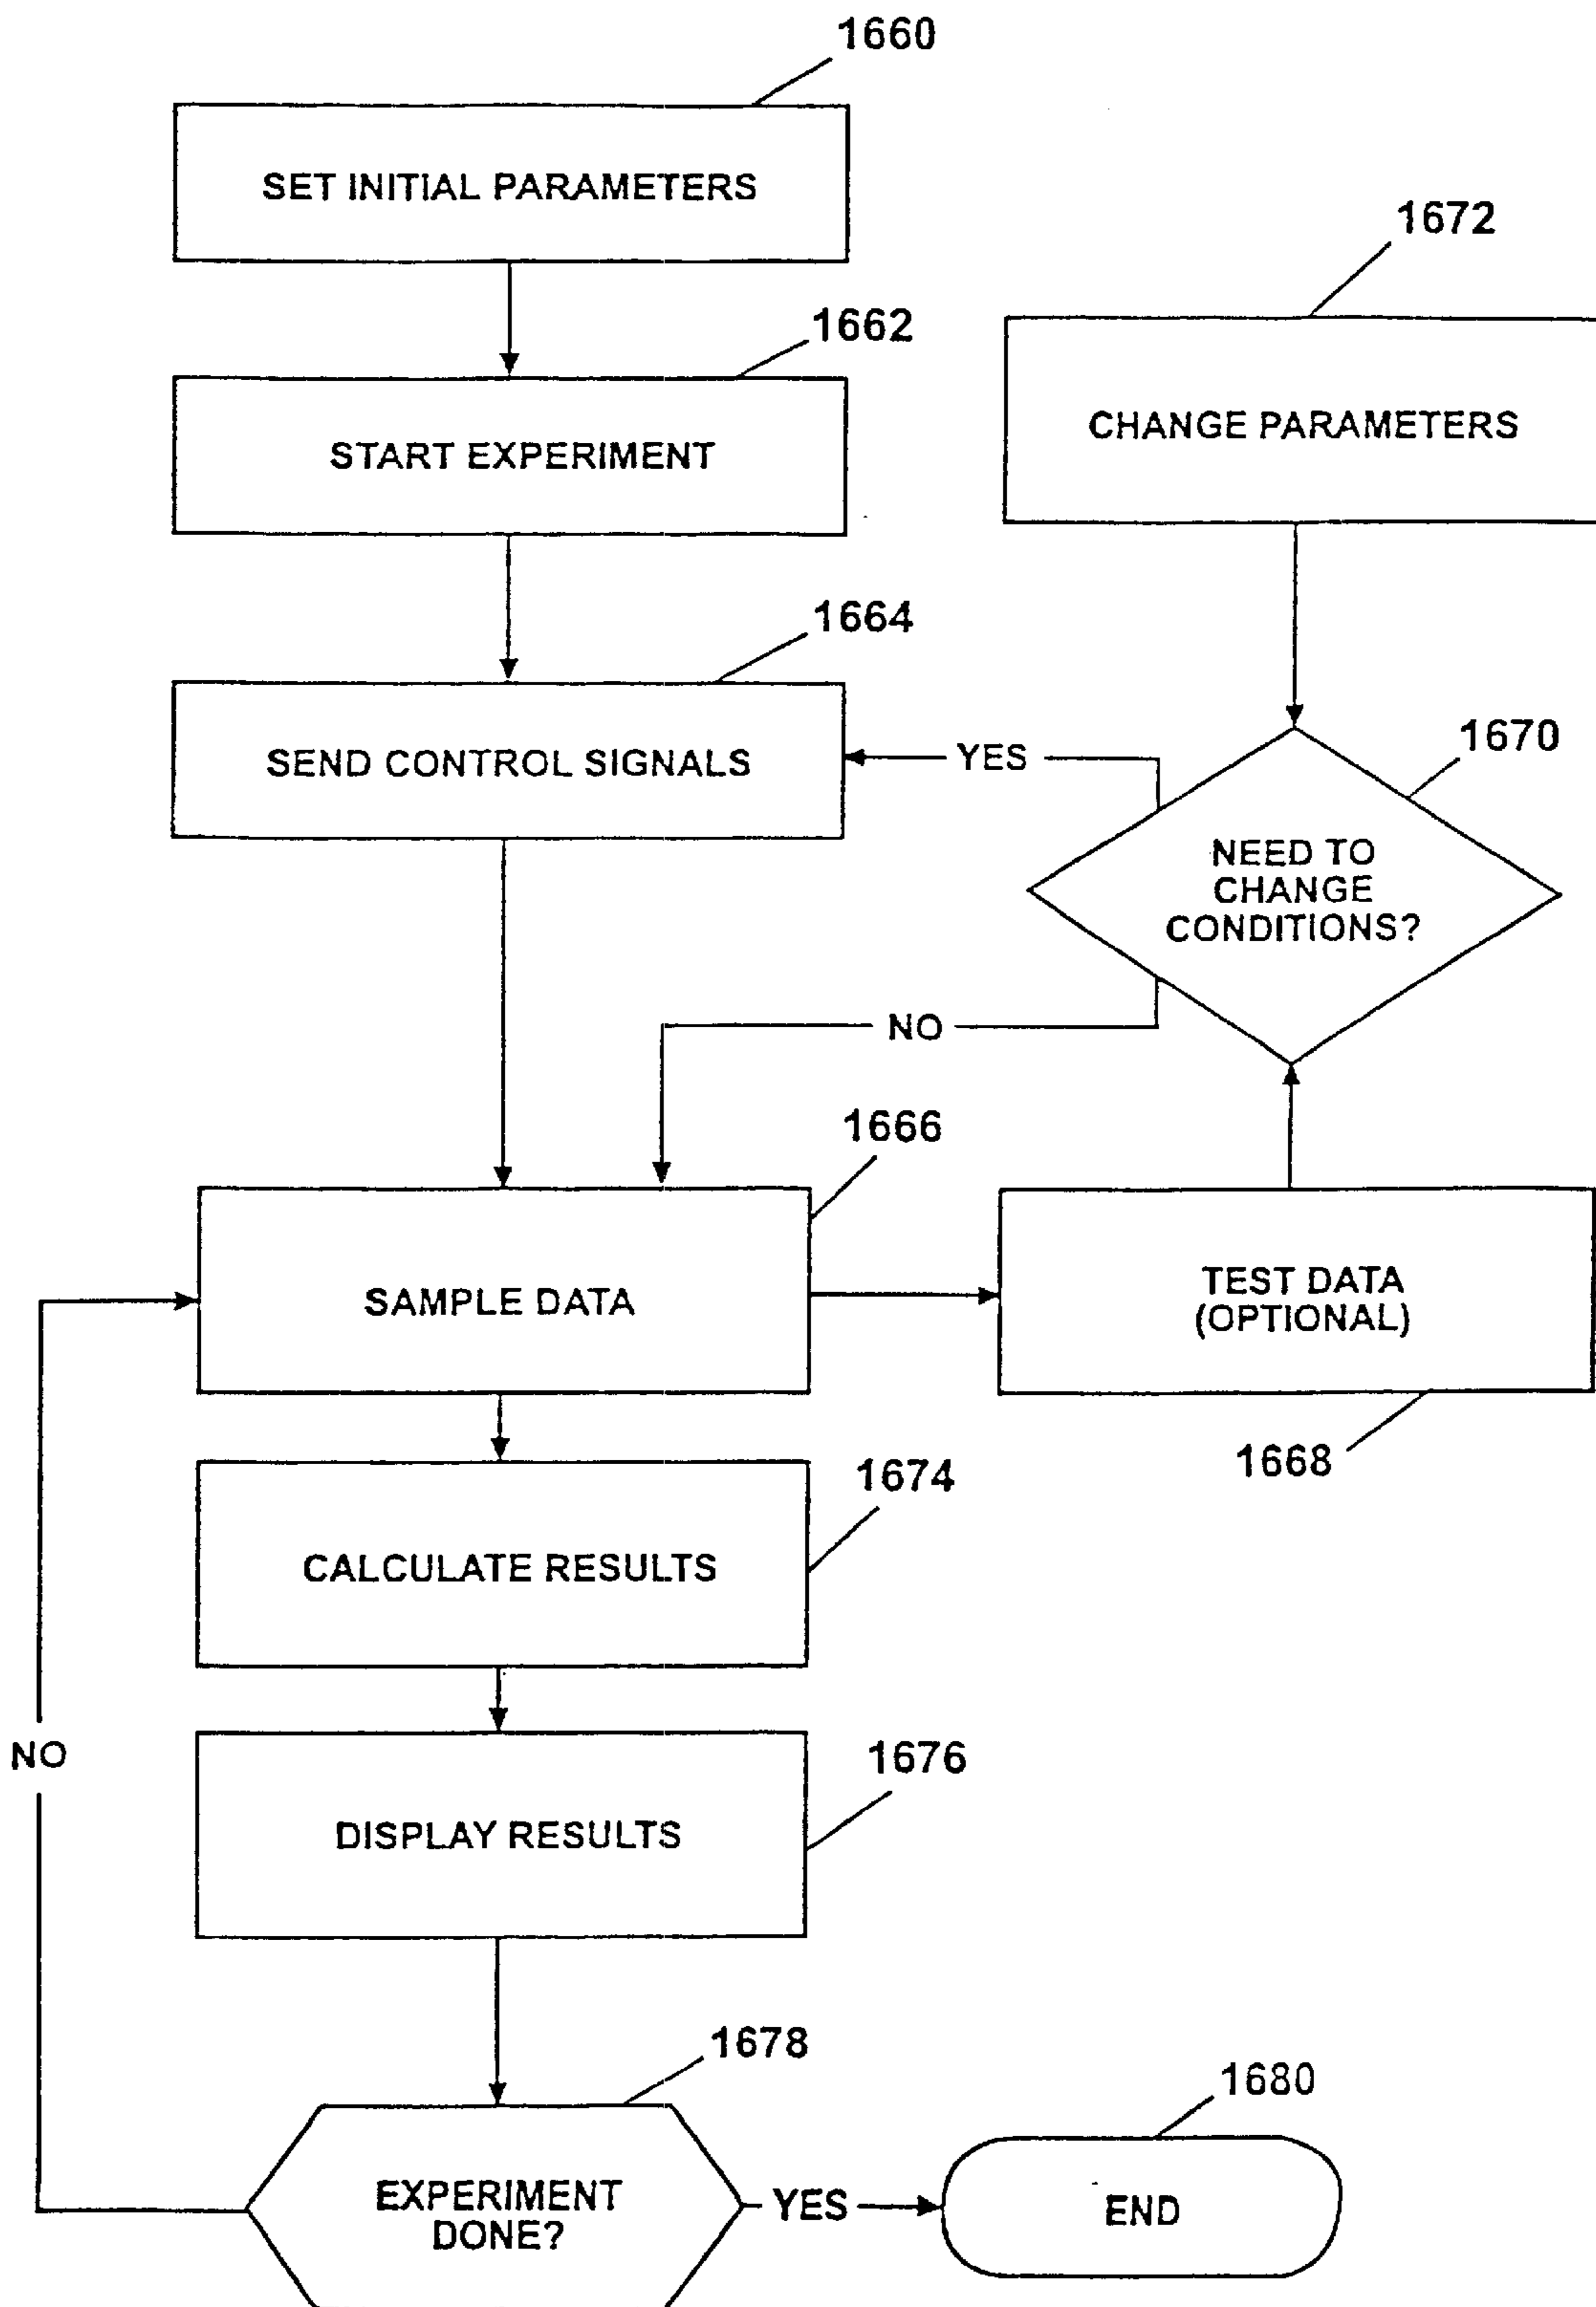 1660
SET INITIAL PARAMETERS
1672
1662
CHANGE PARAMETERS
START EXPERIMENT
1664
1670
SEND CONTROL SIGNALS
YES
NEED TO
CHANGE
CONDITIONS?
NO
1666
SAMPLE DATA
TEST DATA
(OPTIONAL)
1668
1674
CALCULATE RESULTS
NO
1676
DISPLAY RESULTS
1678
1680
EXPERIMENT
DONE?
YES
END